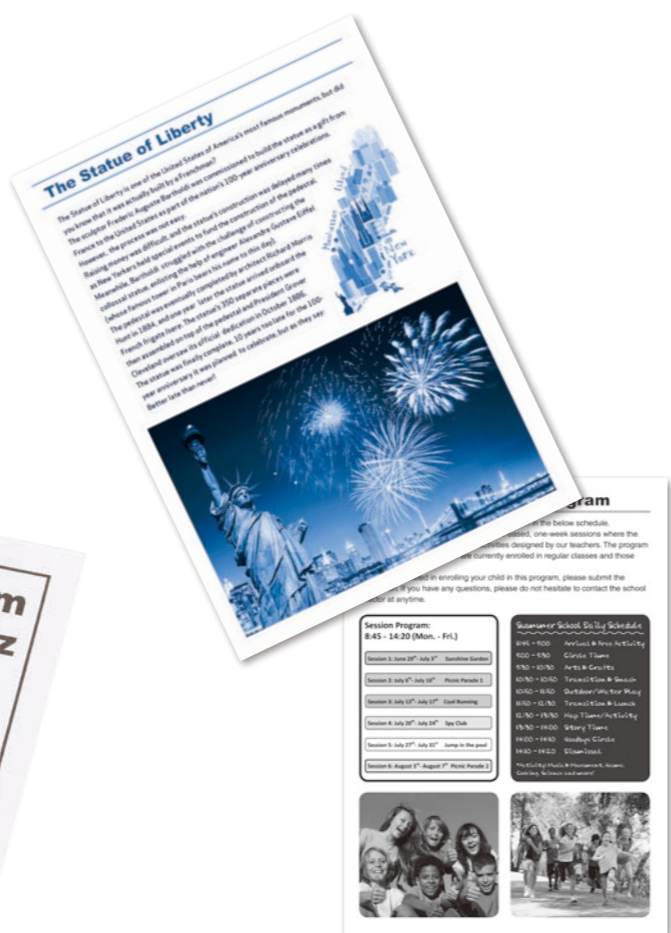 The Statue of Liberty
The Statue of Liberty is one of the United States of America's most famous monuments, but did
you know that it was actually built by a Frenchman?
The sculptor Frederic Auguste Bartholdi was commissioned to build the statue as a gift from
France to the United States as part of the nation's 100-year anniversary celebrations.
However, the process was not easy.
Raising money was difficult, and the statue's construction was delayed many times
as New Yorkers held special events to fund the construction of the pedestal.
Meanwhile, Bartholdi struggled with the challenge of constructing the
collossal statue, enlisting the help of engineer Alexandre Gustave Eiffel
(whose famous tower in Paris bears his name to this day).
The pedestal was eventually completed by architect Richard Morris
Hunt in 1884, and one year later the statue arrived onboard the
French frigate Isere. The statue's 350 separate pieces were
then assembled on top of the pedestal and President Grover
Cleveland oversaw its official dedication in October 1886.
The statue was finally complete, 10 years too late for the 100-
year anniversary it was planned to celebrate, but as they say:
Better late than never!
Manhattan Island
New
York
gram
in the below schedule.
based, one-week sessions where the
ivities designed by our teachers. The program
are currently enrolled in regular classes and those
ed in enrolling your child in this program, please submit the
If you have any questions, please do not hesitate to contact the school
ctor at anytime.
Session Program:
8:45 - 14:20 (Mon. - Fri.)
Session 1: June 29th- July 3rd Sunshine Garden
Session 2: July 6th- July 10th Picnic Parade 1
Session 3: July 13th- July 17th Cool Running
Session 4: July 20th- July 24th Spy Club
Session 5: July 27th- July 31st Jump in the pool
Session 6: August 3rd- August 7th Picnic Parade 2
Summer School Daily Schedule
8:45 - 9:00 Arrival & Free Activity
9:00 - 9:30 Circle Time
9:30 - 10:30 Arts & Crafts
10:30 - 10:50 Transition & Snack
10:50 - 11:50 Outdoor/Water Play
11:50 - 12:30 Transition & Lunch
12:30 - 13:30 Nap Time/Activity
13:30 - 14:00 Story Time
14:00 - 14:10 Goodbye Circle
14:10 - 14:20 Dismissal
*Activity: Music & Movement, Drama,
Cooking, Science and more!
m
z